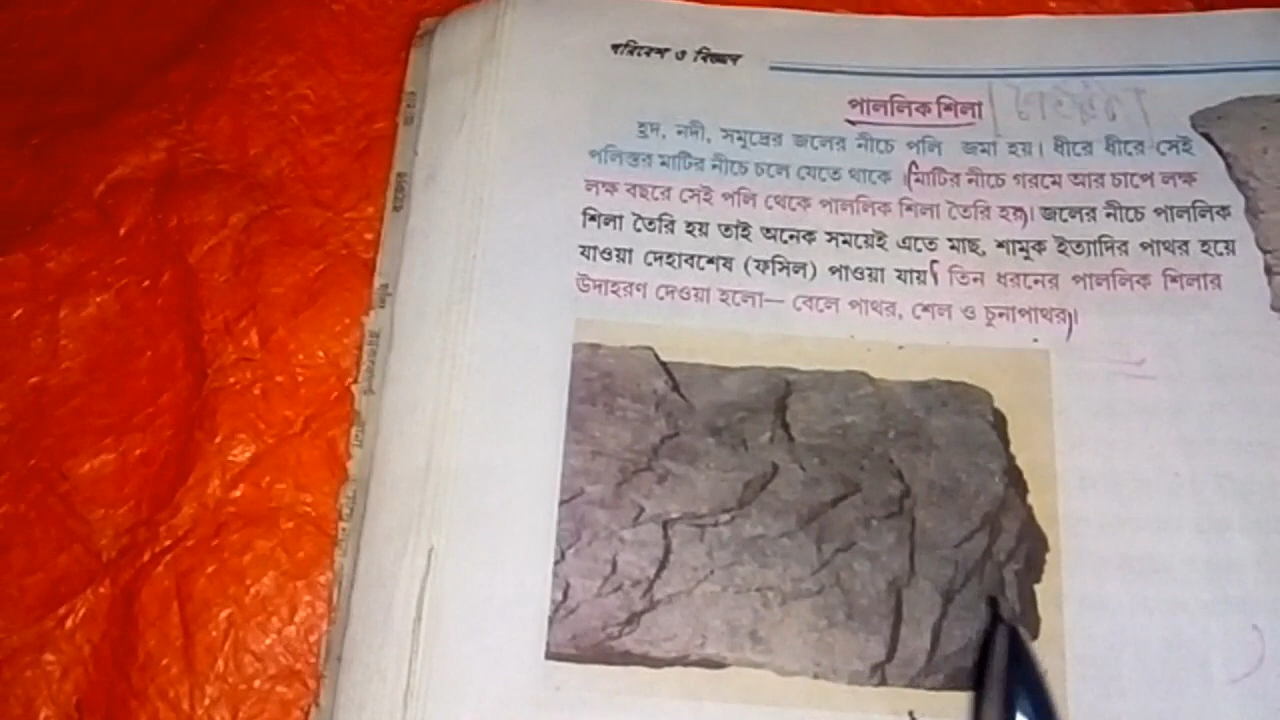 পরিবেশ ও বিজ্ঞান
পাললিক শিলা
হ্রদ, নদী, সমুদ্রের জলের নীচে পলি জমা হয়। ধীরে ধীরে সেই
পলিস্তর মাটির নীচে চলে যেতে থাকে। মাটির নীচে গরমে আর চাপে লক্ষ
লক্ষ বছরে সেই পলি থেকে পাললিক শিলা তৈরি হয়। জলের নীচে পাললিক
শিলা তৈরি হয় তাই অনেক সময়েই এতে মাছ, শামুক ইত্যাদির পাথর হয়ে
যাওয়া দেহাবশেষ (ফসিল) পাওয়া যায়। তিন ধরনের পাললিক শিলার
উদাহরণ দেওয়া হলো— বেলে পাথর, শেল ও চুনাপাথর।